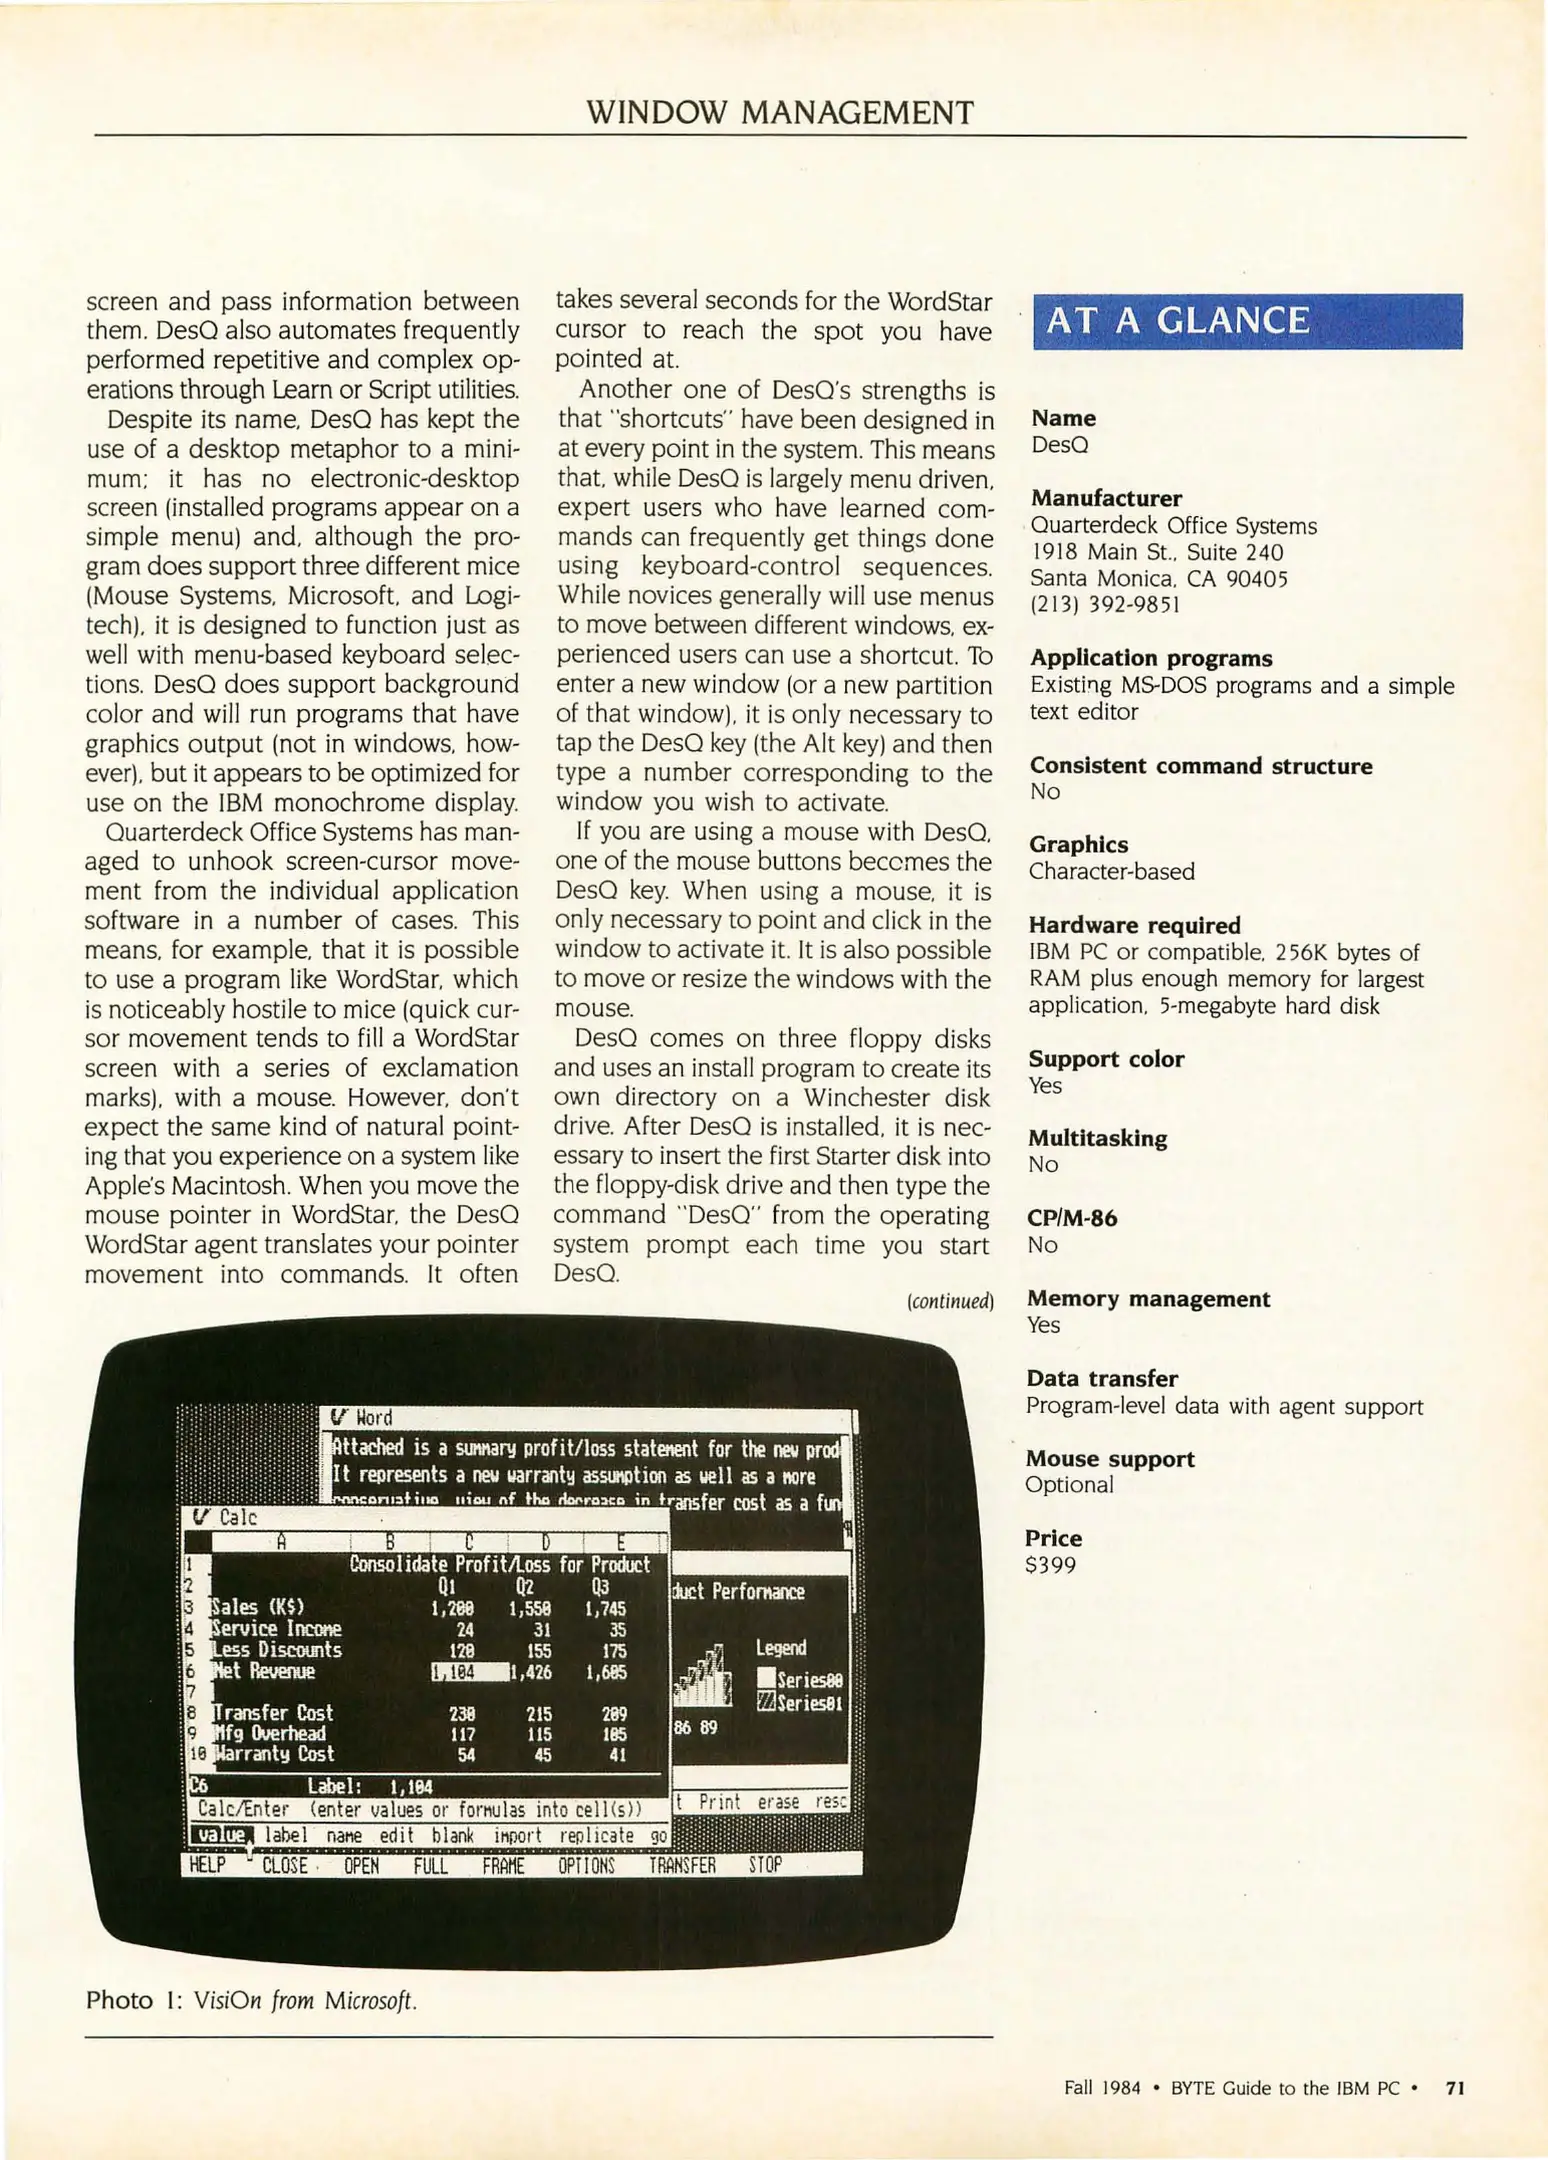 WINDOW MANAGEMENT
screen and pass information between
them. DesQ also automates frequently
performed repetitive and complex op-
erations through Learn or Script utilities.
Despite its name, DesQ has kept the
use of a desktop metaphor to a mini-
mum; it has no electronic-desktop
screen (installed programs appear on a
simple menu) and, although the pro-
gram does support three different mice
(Mouse Systems, Microsoft, and Logi-
tech), it is designed to function just as
well with menu-based keyboard selec-
tions. DesQ does support background
color and will run programs that have
graphics output (not in windows, how-
ever), but it appears to be optimized for
use on the IBM monochrome display.
Quarterdeck Office Systems has man-
aged to unhook screen-cursor move-
ment from the individual application
software in a number of cases. This
means, for example, that it is possible
to use a program like WordStar, which
is noticeably hostile to mice (quick cur-
sor movement tends to fill a WordStar
screen with a series of exclamation
marks), with a mouse. However, don't
expect the same kind of natural point-
ing that you experience on a system like
Apple's Macintosh. When you move the
mouse pointer in WordStar, the DesQ
WordStar agent translates your pointer
movement into commands. It often
takes several seconds for the WordStar
cursor to reach the spot you have
pointed at.
Another one of DesQ's strengths is
that "shortcuts" have been designed in
at every point in the system. This means
that, while DesQ is largely menu driven,
expert users who have learned com-
mands can frequently get things done
using keyboard-control sequences.
While novices generally will use menus
to move between different windows, ex-
perienced users can use a shortcut. To
enter a new window (or a new partition
of that window), it is only necessary to
tap the DesQ key (the Alt key) and then
type a number corresponding to the
window you wish to activate.
If you are using a mouse with DesQ,
one of the mouse buttons becomes the
DesQ key. When using a mouse, it is
only necessary to point and click in the
window to activate it. It is also possible
to move or resize the windows with the
mouse.
DesQ comes on three floppy disks
and uses an install program to create its
own directory on a Winchester disk
drive. After DesQ is installed, it is nec-
essary to insert the first Starter disk into
the floppy-disk drive and then type the
command "DesQ" from the operating
system prompt each time you start
DesQ.
(continued)
AT A GLANCE
Name
DesQ
Manufacturer
Quarterdeck Office Systems
1918 Main St., Suite 240
Santa Monica, CA 90405
(213) 392-9851
Application programs
Existing MS-DOS programs and a simple
text editor
Consistent command structure
No
Graphics
Character-based
Hardware required
IBM PC or compatible, 256K bytes of
RAM plus enough memory for largest
application, 5-megabyte hard disk
Support color
Yes
Multitasking
No
CP/M-86
No
Memory management
Yes
Data transfer
Program-level data with agent support
Mouse support
Optional
Price
$399
Word
Attached is a summary profit/loss statement for the new prod
It represents a new warranty assumption as well as a more
view of the decrease in transfer cost as a fun
Calc
A B C D E
1 Consolidate Profit/Loss for Product
2 Q1 Q2 Q3
3 Sales (K$) 1,200 1,550 1,745
4 Service Income 24 31 35
5 Less Discounts 120 155 175
6 Net Revenue 1,104 1,426 1,605
7
8 Transfer Cost 230 215 209
9 Mfg Overhead 117 115 105
10 Warranty Cost 54 45 41
C6 Label: 1,104
Calc/Enter (enter values or formulas into cell(s))
value label name edit blank import replicate go
duct Performance
Legend
Series00
Series01
86 89
t Print erase resc
HELP CLOSE OPEN FULL FRAME OPTIONS TRANSFER STOP
Photo 1: VisiOn from Microsoft.
Fall 1984 • BYTE Guide to the IBM PC • 71